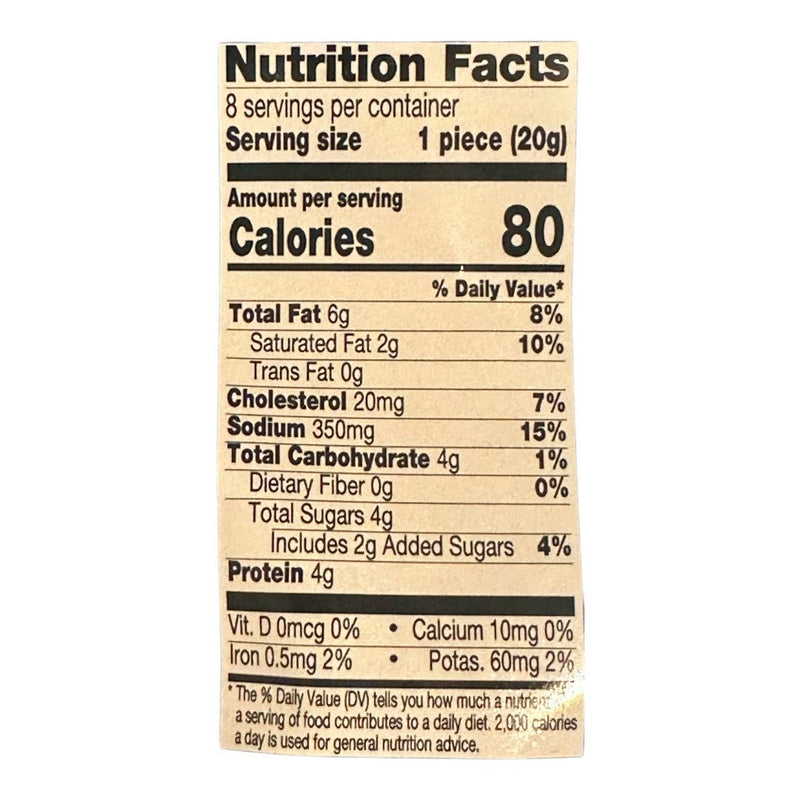 Nutrition Facts
8 servings per container
Serving size 1 piece (20g)
Amount per serving
Calories 80
% Daily Value*
Total Fat 6g 8%
Saturated Fat 2g 10%
Trans Fat 0g
Cholesterol 20mg 7%
Sodium 350mg 15%
Total Carbohydrate 4g 1%
Dietary Fiber 0g 0%
Total Sugars 4g
Includes 2g Added Sugars 4%
Protein 4g
Vit. D 0mcg 0% • Calcium 10mg 0%
Iron 0.5mg 2% • Potas. 60mg 2%
* The % Daily Value (DV) tells you how much a
a serving of food contributes to a daily diet. 2,000 calories
a day is used for general nutrition advice.